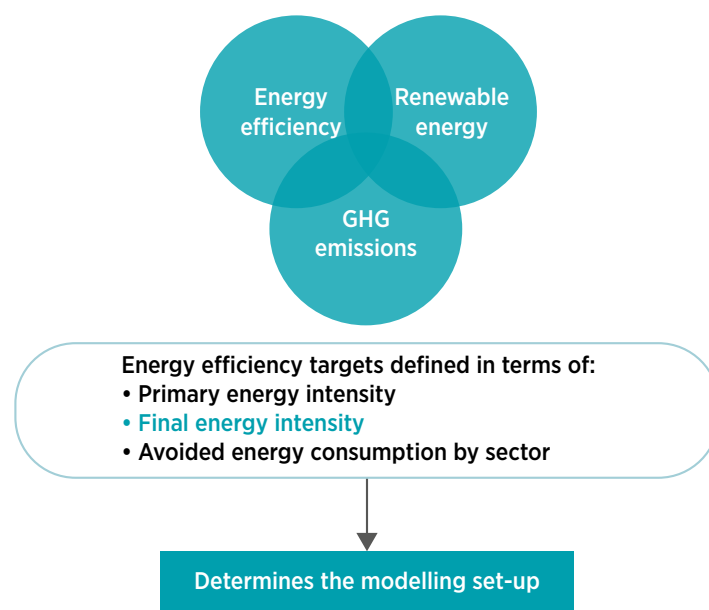 Energy
efficiency
Renewable
energy
GHG
emissions
Energy efficiency targets defined in terms of:
• Primary energy intensity
• Final energy intensity
• Avoided energy consumption by sector
Determines the modelling set-up